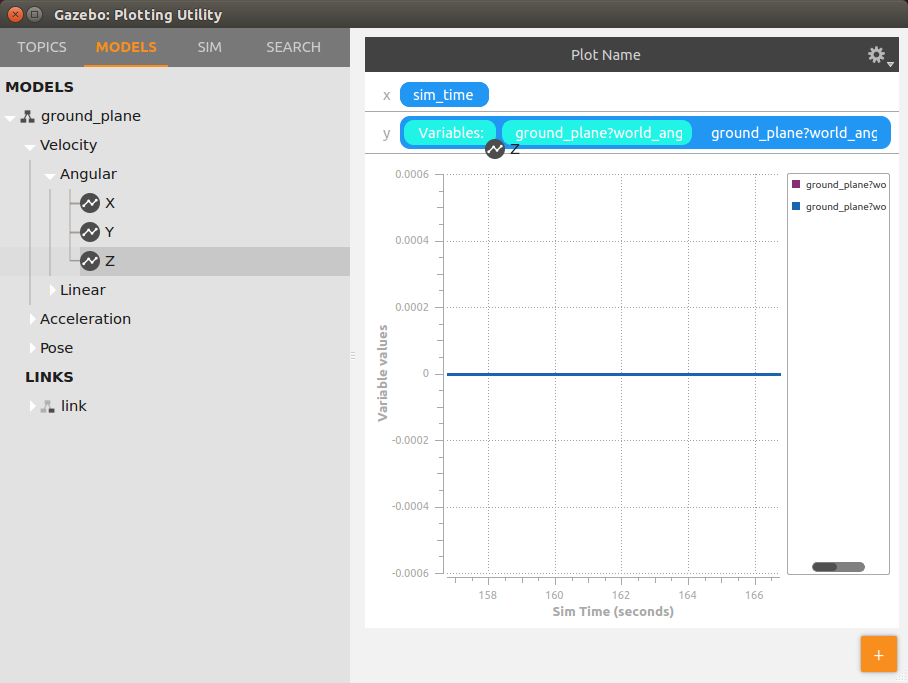 Gazebo: Plotting Utility
TOPICS MODELS SIM SEARCH
MODELS
ground_plane
Velocity
Angular
X
Y
Z
Linear
Acceleration
Pose
LINKS
link
Plot Name
x sim_time
y Variables: ground_plane?world_ang ground_plane?world_ang
Z
0.0006
0.0004
0.0002
0
-0.0002
-0.0004
-0.0006
Variable values
158 160 162 164 166
Sim Time (seconds)
ground_plane?wo
ground_plane?wo
+